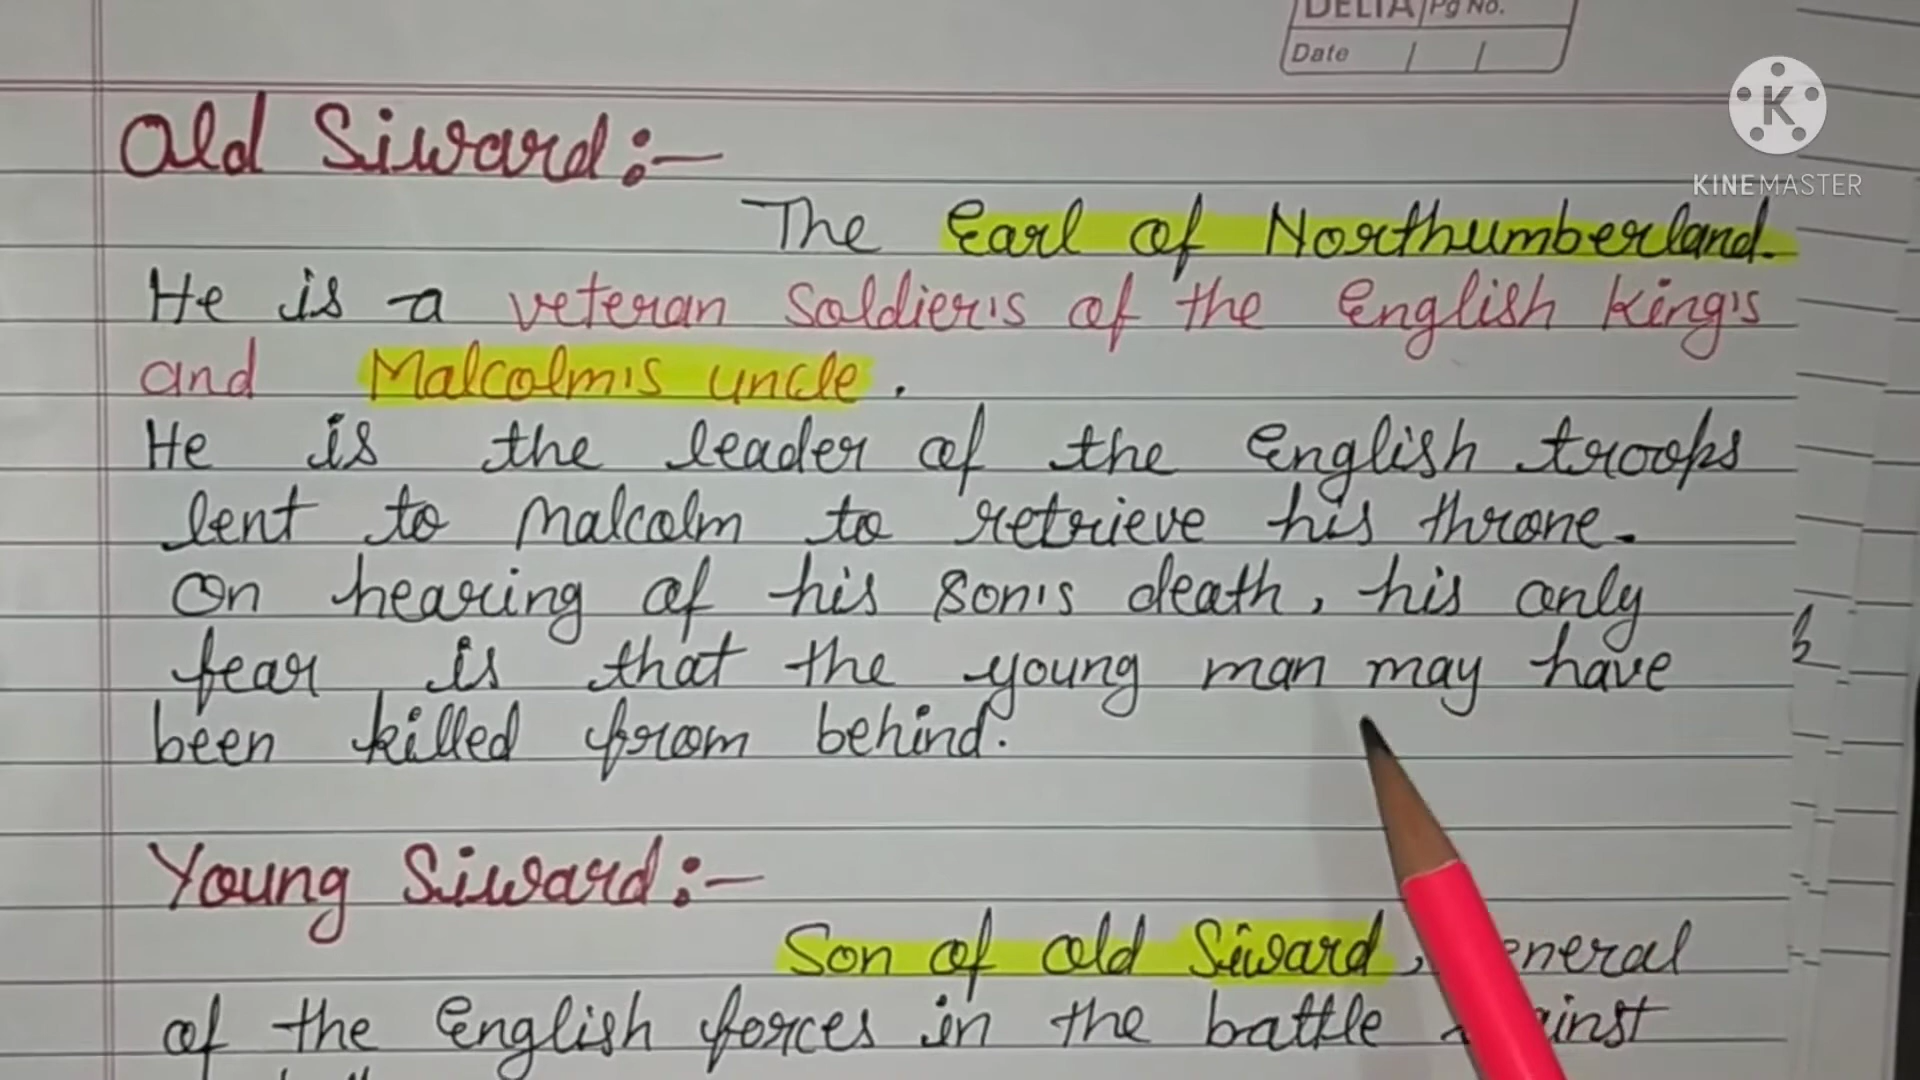 DELTA Pg No.
Date
KINEMASTER
Old Siward:-
The Earl of Northumberland.
He is a veteran Soldier's of the English King's
and Malcolm's uncle.
He is the leader of the English troops
lent to Malcolm to retrieve his throne.
On hearing of his son's death, his only
fear is that the young man may have
been killed from behind.
Young Siward:-
Son of old Siward,
of the English forces in the battle